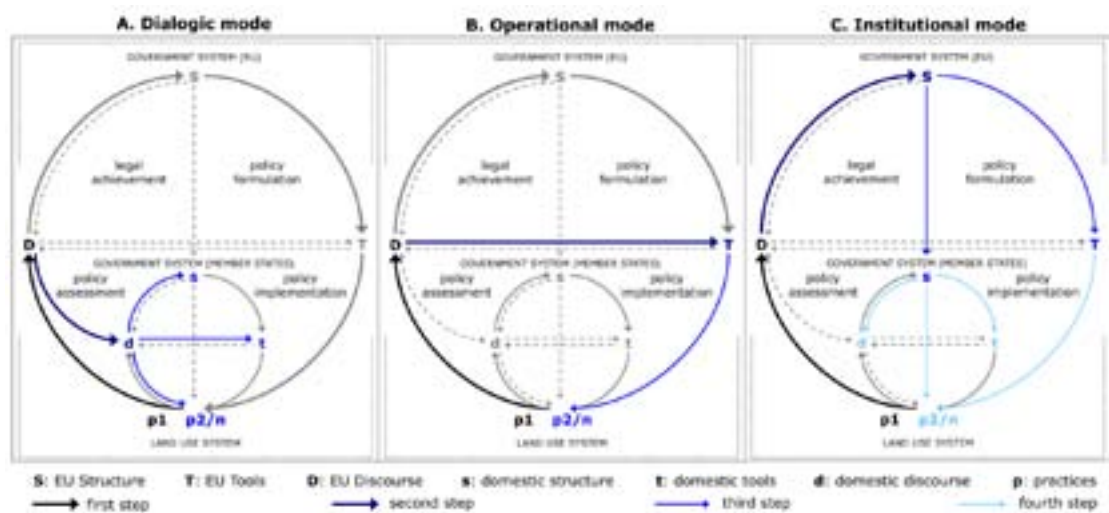 A. Dialogic mode
B. Operational mode
C. Institutional mode
GOVERNMENT SYSTEM (EU)
GOVERNMENT SYSTEM (EU)
GOVERNMENT SYSTEM (EU)
S
S
S
legal achievement
policy formulation
legal achievement
policy formulation
legal achievement
policy formulation
D
T
D
T
D
T
GOVERNMENT SYSTEM (MEMBER STATES)
GOVERNMENT SYSTEM (MEMBER STATES)
GOVERNMENT SYSTEM (MEMBER STATES)
policy assessment
s
policy implementation
policy assessment
s
policy implementation
policy assessment
s
policy implementation
d
t
d
t
d
t
p1 p2/n
p1 p2/n
p1 p2/n
LAND USE SYSTEM
LAND USE SYSTEM
LAND USE SYSTEM
S: EU Structure T: EU Tools D: EU Discourse s: domestic structure t: domestic tools d: domestic discourse p: practices
first step second step third step fourth step